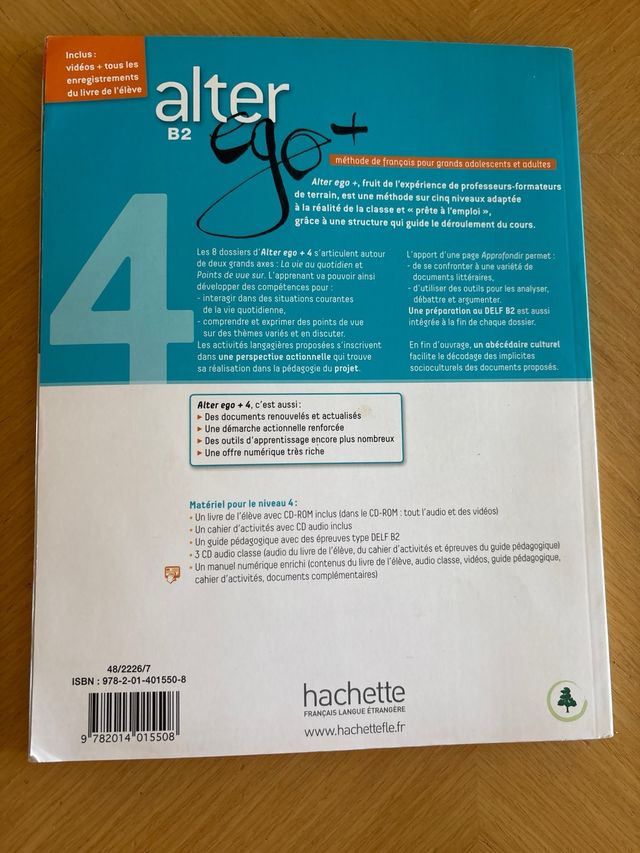 Inclus :
vidéos + tous les
enregistrements
du livre de l'élève
alter
ego +
B2
4
méthode de français pour grands adolescents et adultes
Alter ego +, fruit de l'expérience de professeurs-formateurs
de terrain, est une méthode sur cinq niveaux adaptée
à la réalité de la classe et « prête à l'emploi »,
grâce à une structure qui guide le déroulement du cours.
Les 8 dossiers d'Alter ego + 4 s'articulent autour
de deux grands axes : La vie au quotidien et
Points de vue sur. L'apprenant va pouvoir ainsi
développer des compétences pour :
- interagir dans des situations courantes
de la vie quotidienne,
- comprendre et exprimer des points de vue
sur des thèmes variés et en discuter.
Les activités langagières proposées s'inscrivent
dans une perspective actionnelle qui trouve
sa réalisation dans la pédagogie du projet.
L'apport d'une page Approfondir permet :
- de se confronter à une variété de
documents littéraires,
- d'utiliser des outils pour les analyser,
débattre et argumenter.
Une préparation au DELF B2 est aussi
intégrée à la fin de chaque dossier.
En fin d'ouvrage, un abécédaire culturel
facilite le décodage des implicites
socioculturels des documents proposés.
Alter ego + 4, c'est aussi :
▸ Des documents renouvelés et actualisés
▸ Une démarche actionnelle renforcée
▸ Des outils d'apprentissage encore plus nombreux
▸ Une offre numérique très riche
Matériel pour le niveau 4 :
• Un livre de l'élève avec CD-ROM inclus (dans le CD-ROM : tout l'audio et des vidéos)
• Un cahier d'activités avec CD audio inclus
• Un guide pédagogique avec des épreuves type DELF B2
• 3 CD audio classe (audio du livre de l'élève, du cahier d'activités et épreuves du guide pédagogique)
• Un manuel numérique enrichi (contenus du livre de l'élève, audio classe, vidéos, guide pédagogique,
cahier d'activités, documents complémentaires)
48/2226/7
ISBN : 978-2-01-401550-8
9 782014 015508
hachette
FRANÇAIS LANGUE ÉTRANGÈRE
www.hachettefle.fr